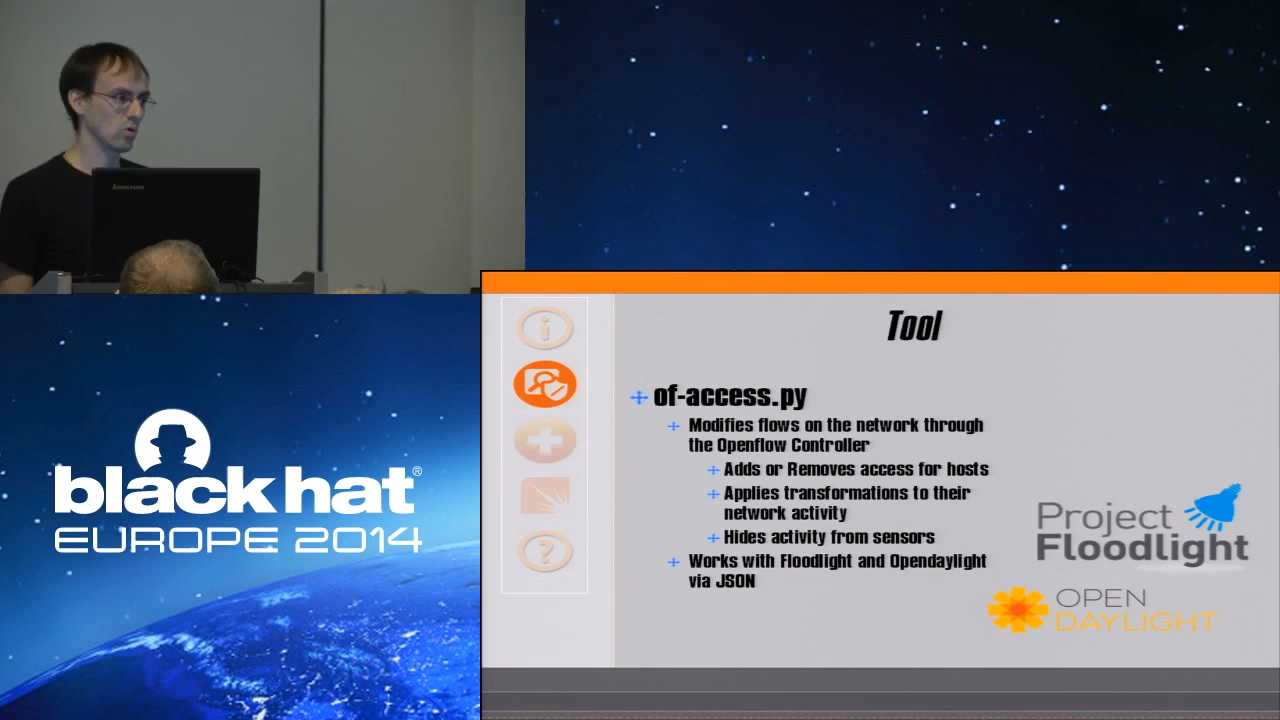 lenovo
black hat®
EUROPE 2014
Tool
of-access.py
Modifies flows on the network through
the Openflow Controller
Adds or Removes access for hosts
Applies transformations to their
network activity
Hides activity from sensors
Works with Floodlight and Opendaylight
via JSON
Project
Floodlight
OPEN
DAYLIGHT